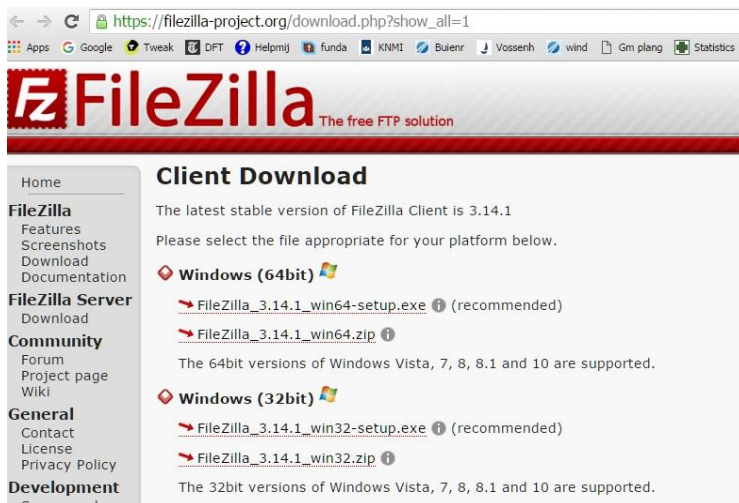 https://filezilla-project.org/download.php?show_all=1
Apps Google Tweak DFT Helpmij funda KNMI Buienr Vossenh wind Gm plang Statistics
FileZilla The free FTP solution
Home
FileZilla
Features
Screenshots
Download
Documentation
FileZilla Server
Download
Community
Forum
Project page
Wiki
General
Contact
License
Privacy Policy
Development
Client Download
The latest stable version of FileZilla Client is 3.14.1
Please select the file appropriate for your platform below.
Windows (64bit)
FileZilla_3.14.1_win64-setup.exe (recommended)
FileZilla_3.14.1_win64.zip
The 64bit versions of Windows Vista, 7, 8, 8.1 and 10 are supported.
Windows (32bit)
FileZilla_3.14.1_win32-setup.exe (recommended)
FileZilla_3.14.1_win32.zip
The 32bit versions of Windows Vista, 7, 8, 8.1 and 10 are supported.